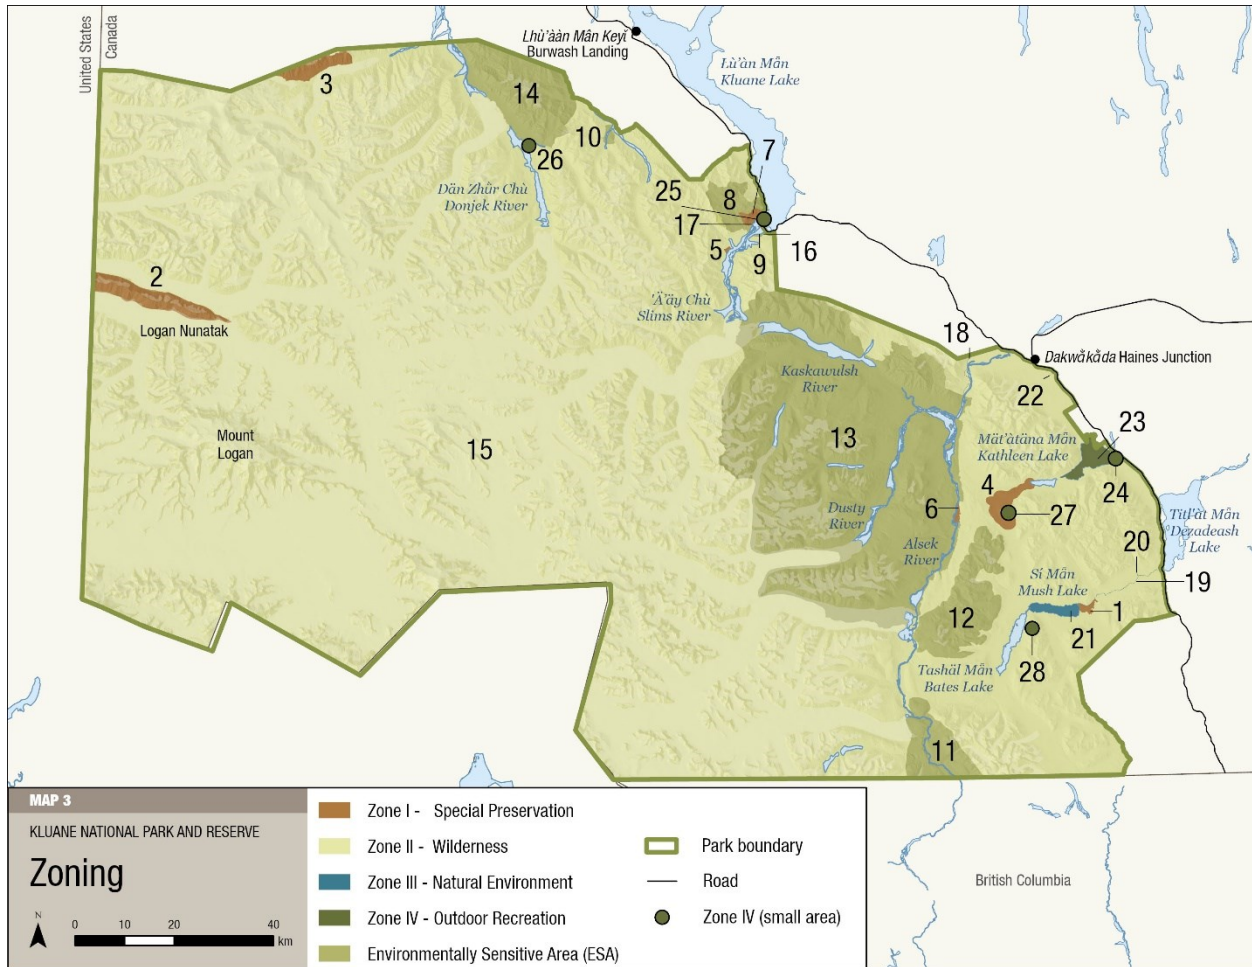 United States
Canada
Lhù'ààn Mân Keyi
Burwash Landing
Łù'àn Mân
Kluane Lake
3
14
10
26
7
25
8
17
5
9
16
Dän Zhür Chù
Donjek River
2
Logan Nunatak
'Ä'äy Chù
Slims River
18
Kaskawulsh
River
Dakwäkäda Haines Junction
22
Mount
Logan
15
13
Mät'àtäna Män
Kathleen Lake
23
4
24
6
27
Dusty
River
Titl'àt Män
Dezadeash
Lake
Alsek
River
20
Sí Män
Mush Lake
19
12
1
21
28
Tashäl Män
Bates Lake
11
MAP 3
KLUANE NATIONAL PARK AND RESERVE
Zoning
N
0 10 20 40
km
Zone I - Special Preservation
Zone II - Wilderness
Zone III - Natural Environment
Zone IV - Outdoor Recreation
Environmentally Sensitive Area (ESA)
Park boundary
Road
Zone IV (small area)
British Columbia